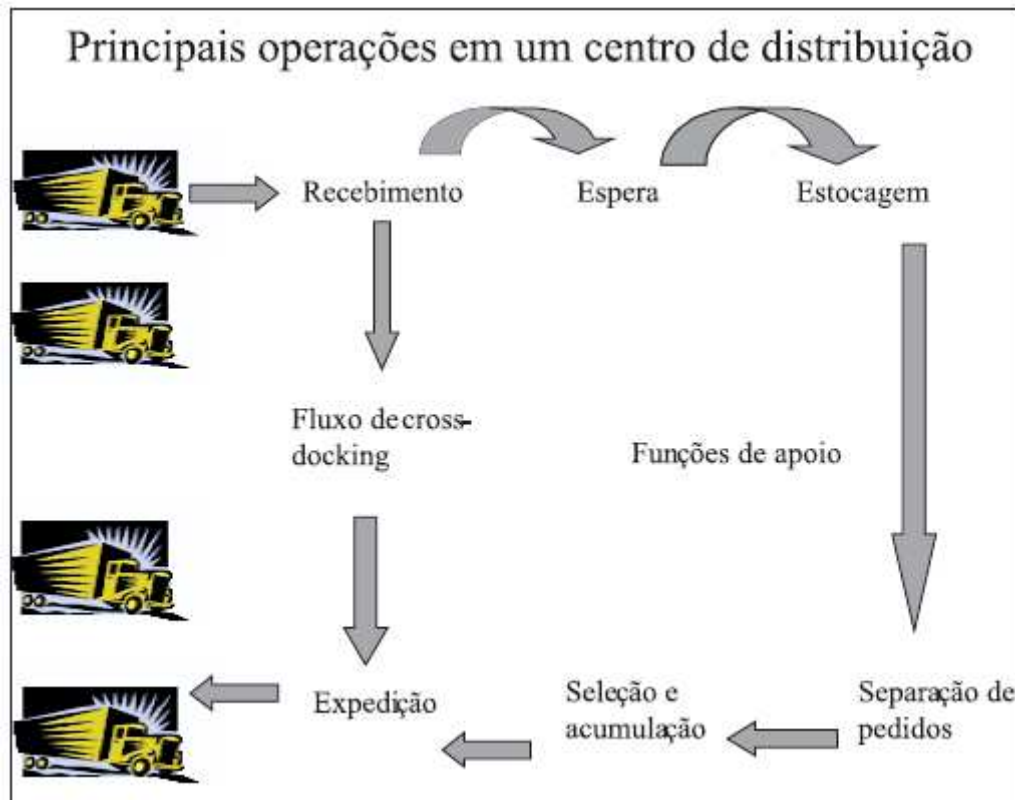 Principais operações em um centro de distribuição
Recebimento
Espera
Estocagem
Fluxo de cross-
docking
Funções de apoio
Expedição
Seleção e
acumulação
Separação de
pedidos